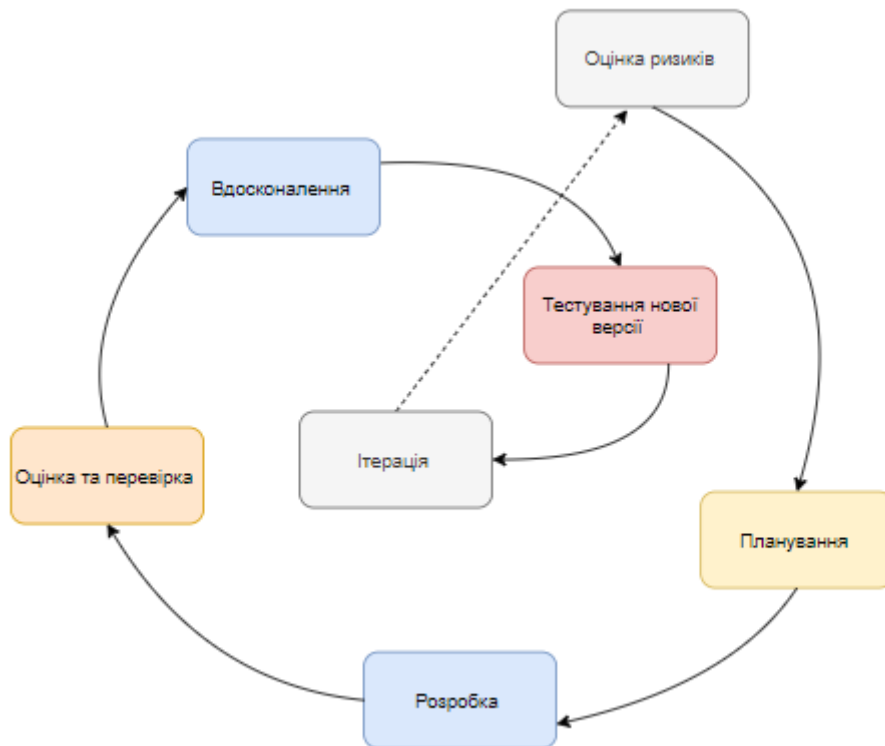 Оцінка ризиків
Вдосконалення
Тестування нової
версії
Ітерація
Оцінка та перевірка
Планування
Розробка